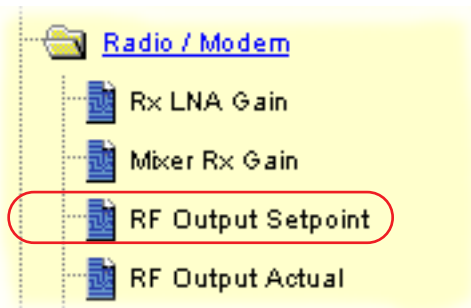 Radio / Modem
Rx LNA Gain
Mixer Rx Gain
RF Output Setpoint
RF Output Actual